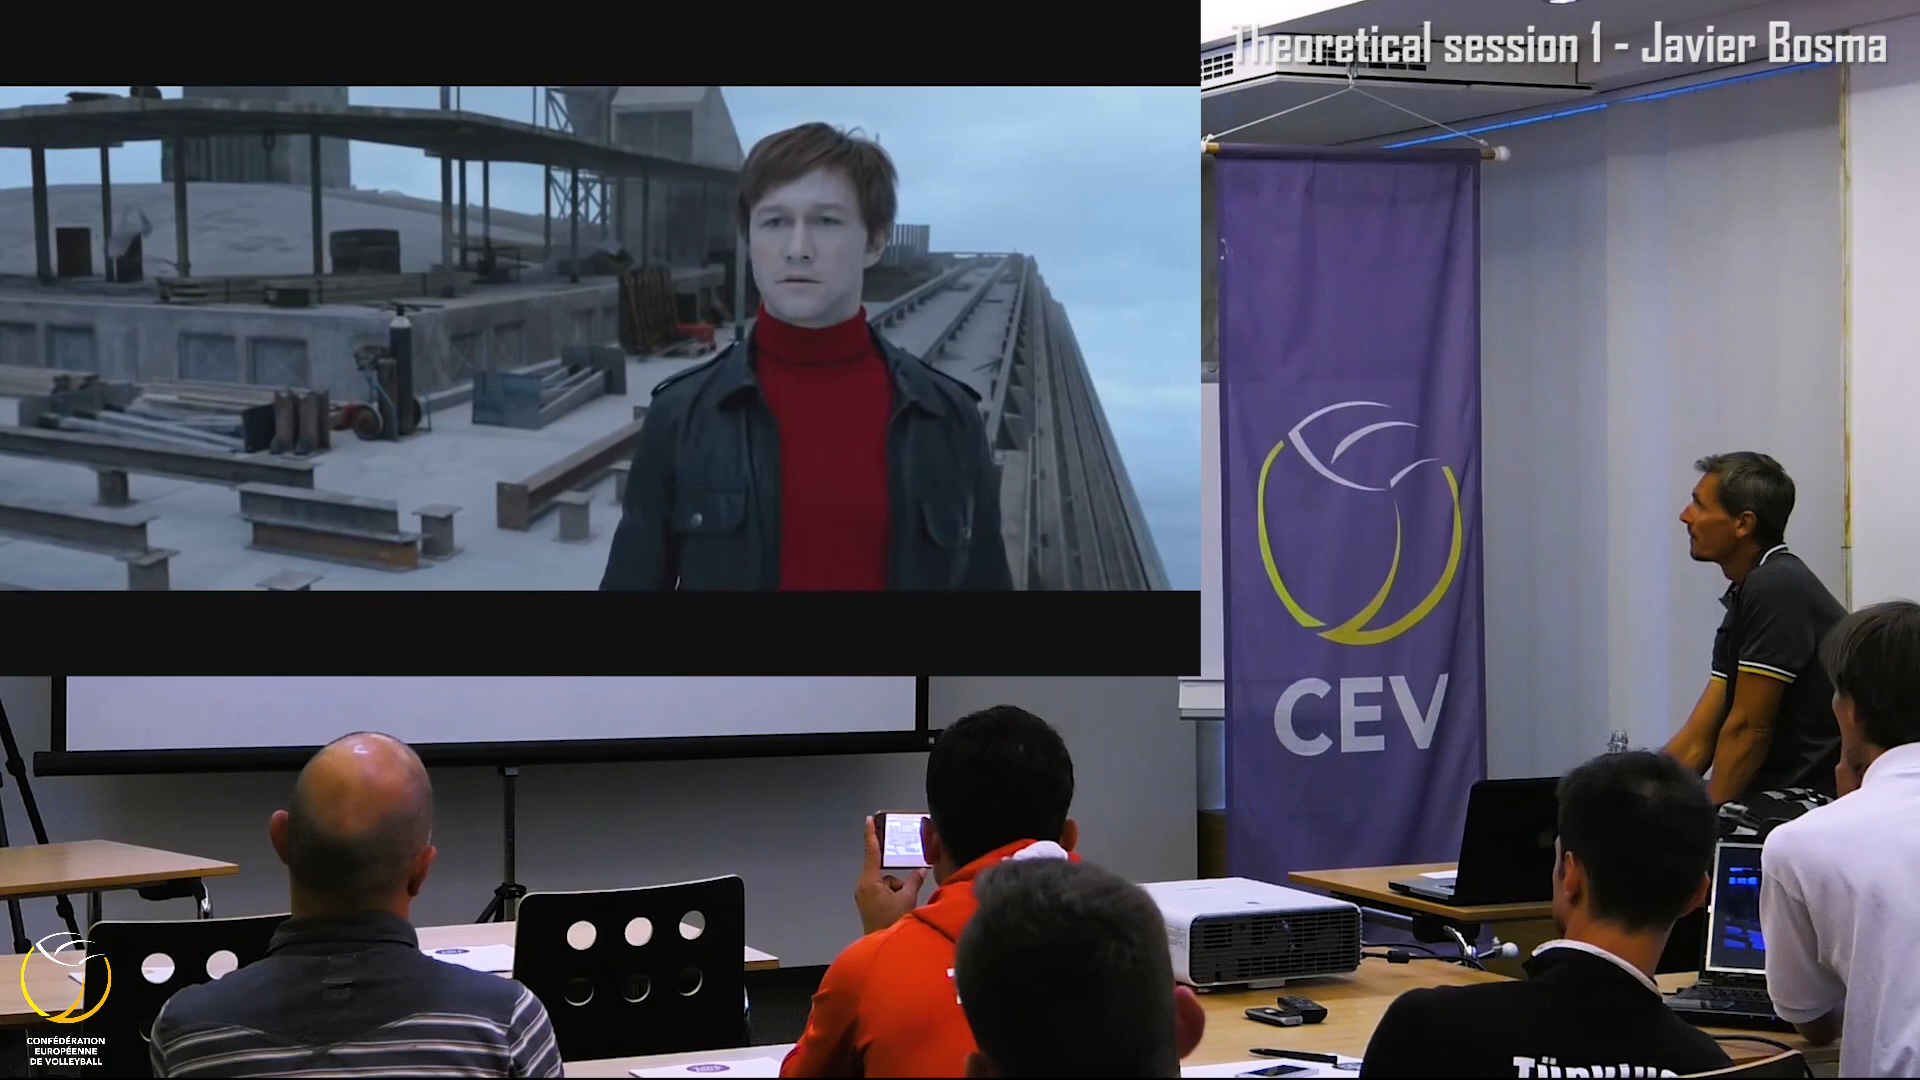 Theoretical session 1 - Javier Bosma
CEV
CONFÉDÉRATION
EUROPÉENNE
DE VOLLEYBALL